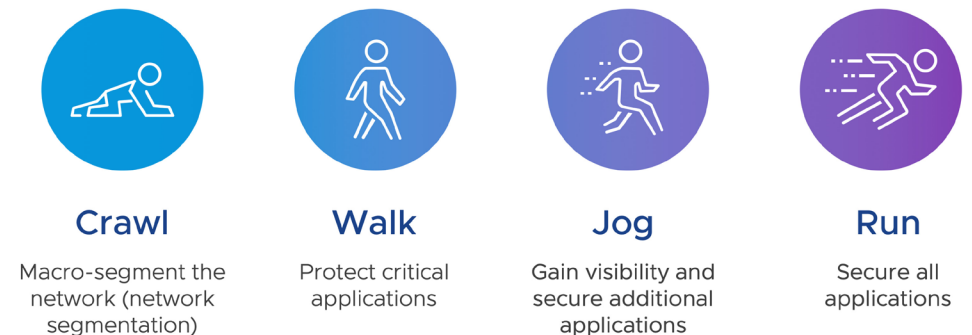 Crawl
Macro-segment the
network (network
segmentation)
Walk
Protect critical
applications
Jog
Gain visibility and
secure additional
applications
Run
Secure all
applications